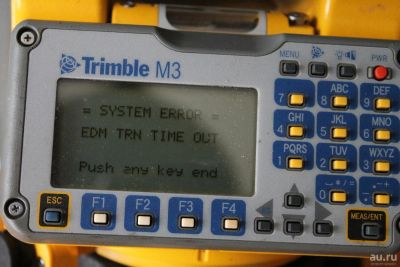 Trimble M3
MENU
PWR
= SYSTEM ERROR =
EDM TRN TIME OUT
Push any key end
7
ABC
8
DEF
9
GHI
4
JKL
5
MNO
6
PQRS
1
TUV
2
WXYZ
3
0
ESC
F1
F2
F3
F4
MEAS/ENT
au.ru